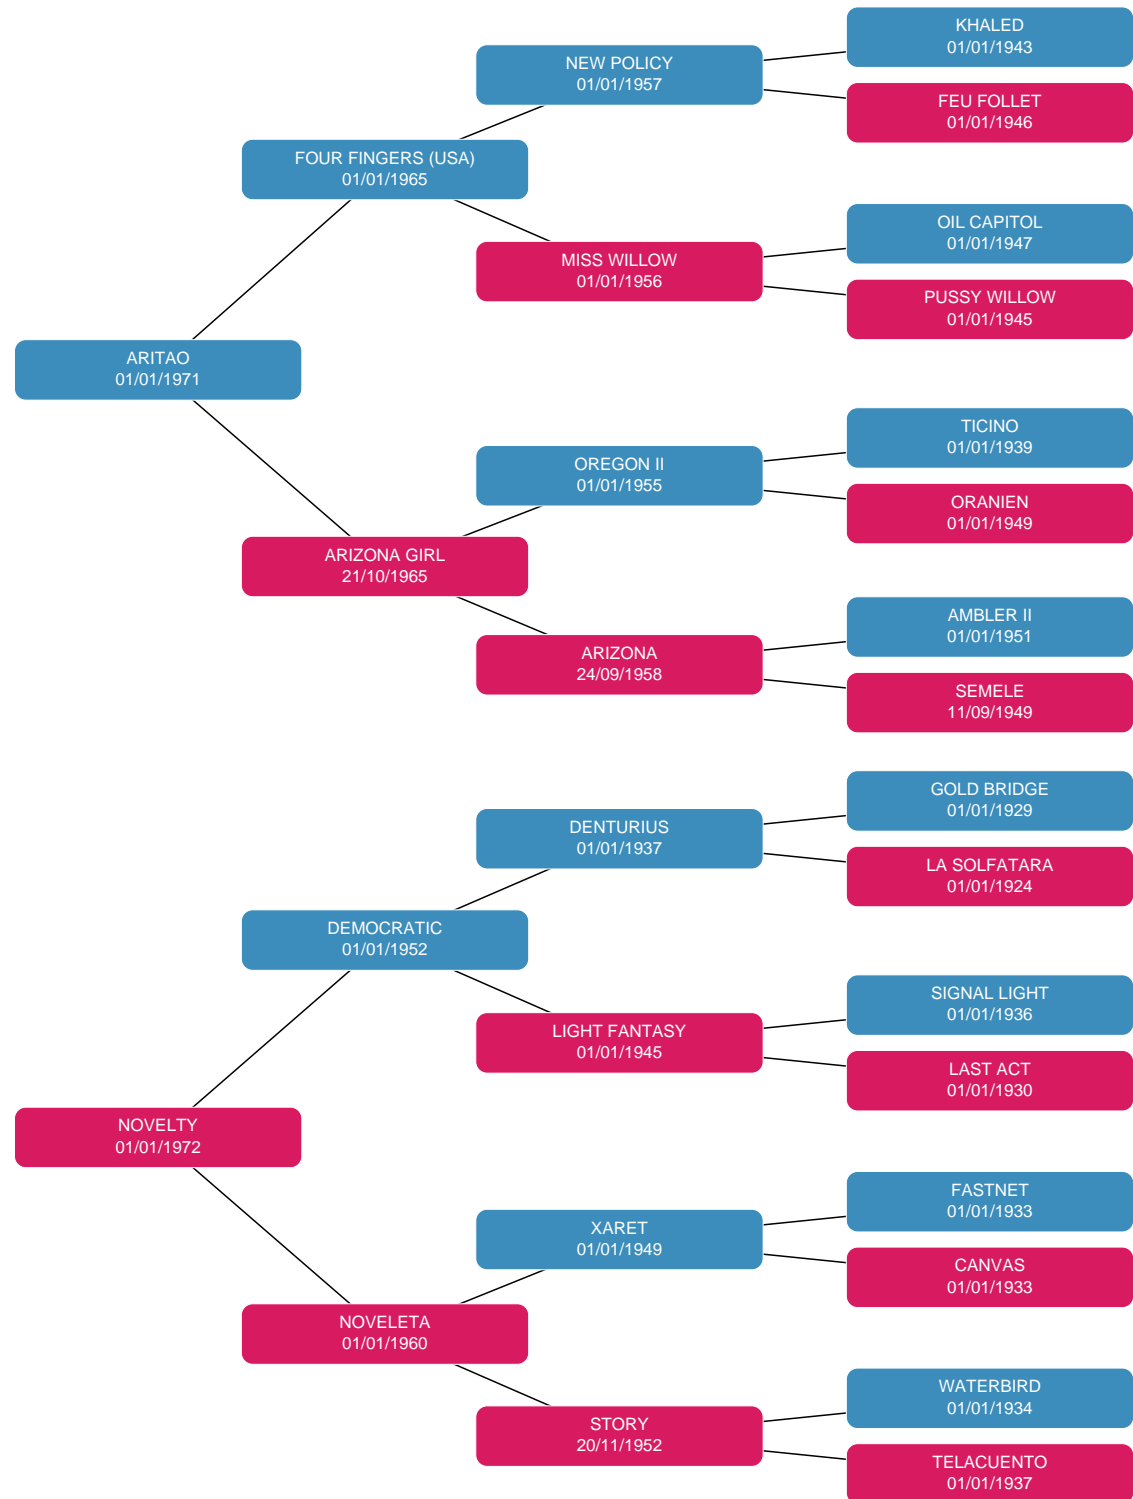 KHALED
01/01/1943
NEW POLICY
01/01/1957
FEU FOLLET
01/01/1946
FOUR FINGERS (USA)
01/01/1965
OIL CAPITOL
01/01/1947
MISS WILLOW
01/01/1956
PUSSY WILLOW
01/01/1945
ARITAO
01/01/1971
TICINO
01/01/1939
OREGON II
01/01/1955
ORANIEN
01/01/1949
ARIZONA GIRL
21/10/1965
AMBLER II
01/01/1951
ARIZONA
24/09/1958
SEMELE
11/09/1949
GOLD BRIDGE
01/01/1929
DENTURIUS
01/01/1937
LA SOLFATARA
01/01/1924
DEMOCRATIC
01/01/1952
SIGNAL LIGHT
01/01/1936
LIGHT FANTASY
01/01/1945
LAST ACT
01/01/1930
NOVELTY
01/01/1972
FASTNET
01/01/1933
XARET
01/01/1949
CANVAS
01/01/1933
NOVELETA
01/01/1960
WATERBIRD
01/01/1934
STORY
20/11/1952
TELACUENTO
01/01/1937